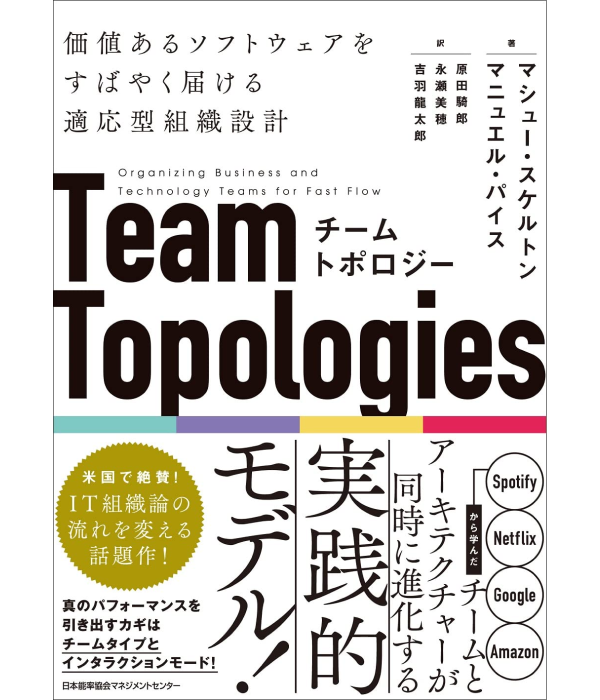 価値あるソフトウェアを
すばやく届ける
適応型組織設計
著
マシュー・スケルトン
マニュエル・パイス
訳
原田騎郎
永瀬美穂
吉羽龍太郎
Organizing Business and
Technology Teams for Fast Flow
Team
チーム
トポロジー
Topologies
Spotify
Netflix
Google
Amazon
から学んだ
チームと
アーキテクチャーが
同時に進化する
実践的
モデル!
米国で絶賛!
IT組織論の
流れを変える
話題作!
真のパフォーマンスを
引き出すカギは
チームタイプと
インタラクションモード!
日本能率協会マネジメントセンター